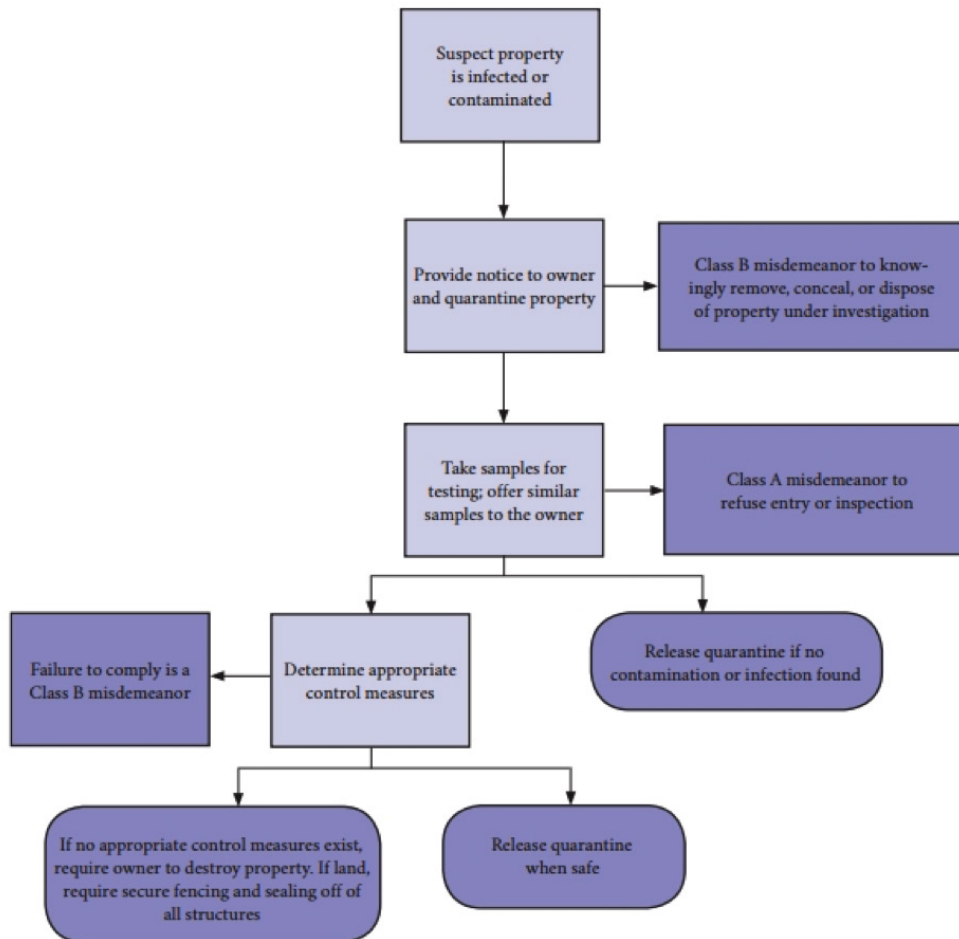 Suspect property
is infected or
contaminated
Provide notice to owner
and quarantine property
Class B misdemeanor to know-
ingly remove, conceal, or dispose
of property under investigation
Take samples for
testing; offer similar
samples to the owner
Class A misdemeanor to
refuse entry or inspection
Failure to comply is a
Class B misdemeanor
Determine appropriate
control measures
Release quarantine if no
contamination or infection found
If no appropriate control measures exist,
require owner to destroy property. If land,
require secure fencing and sealing off of
all structures
Release quarantine
when safe